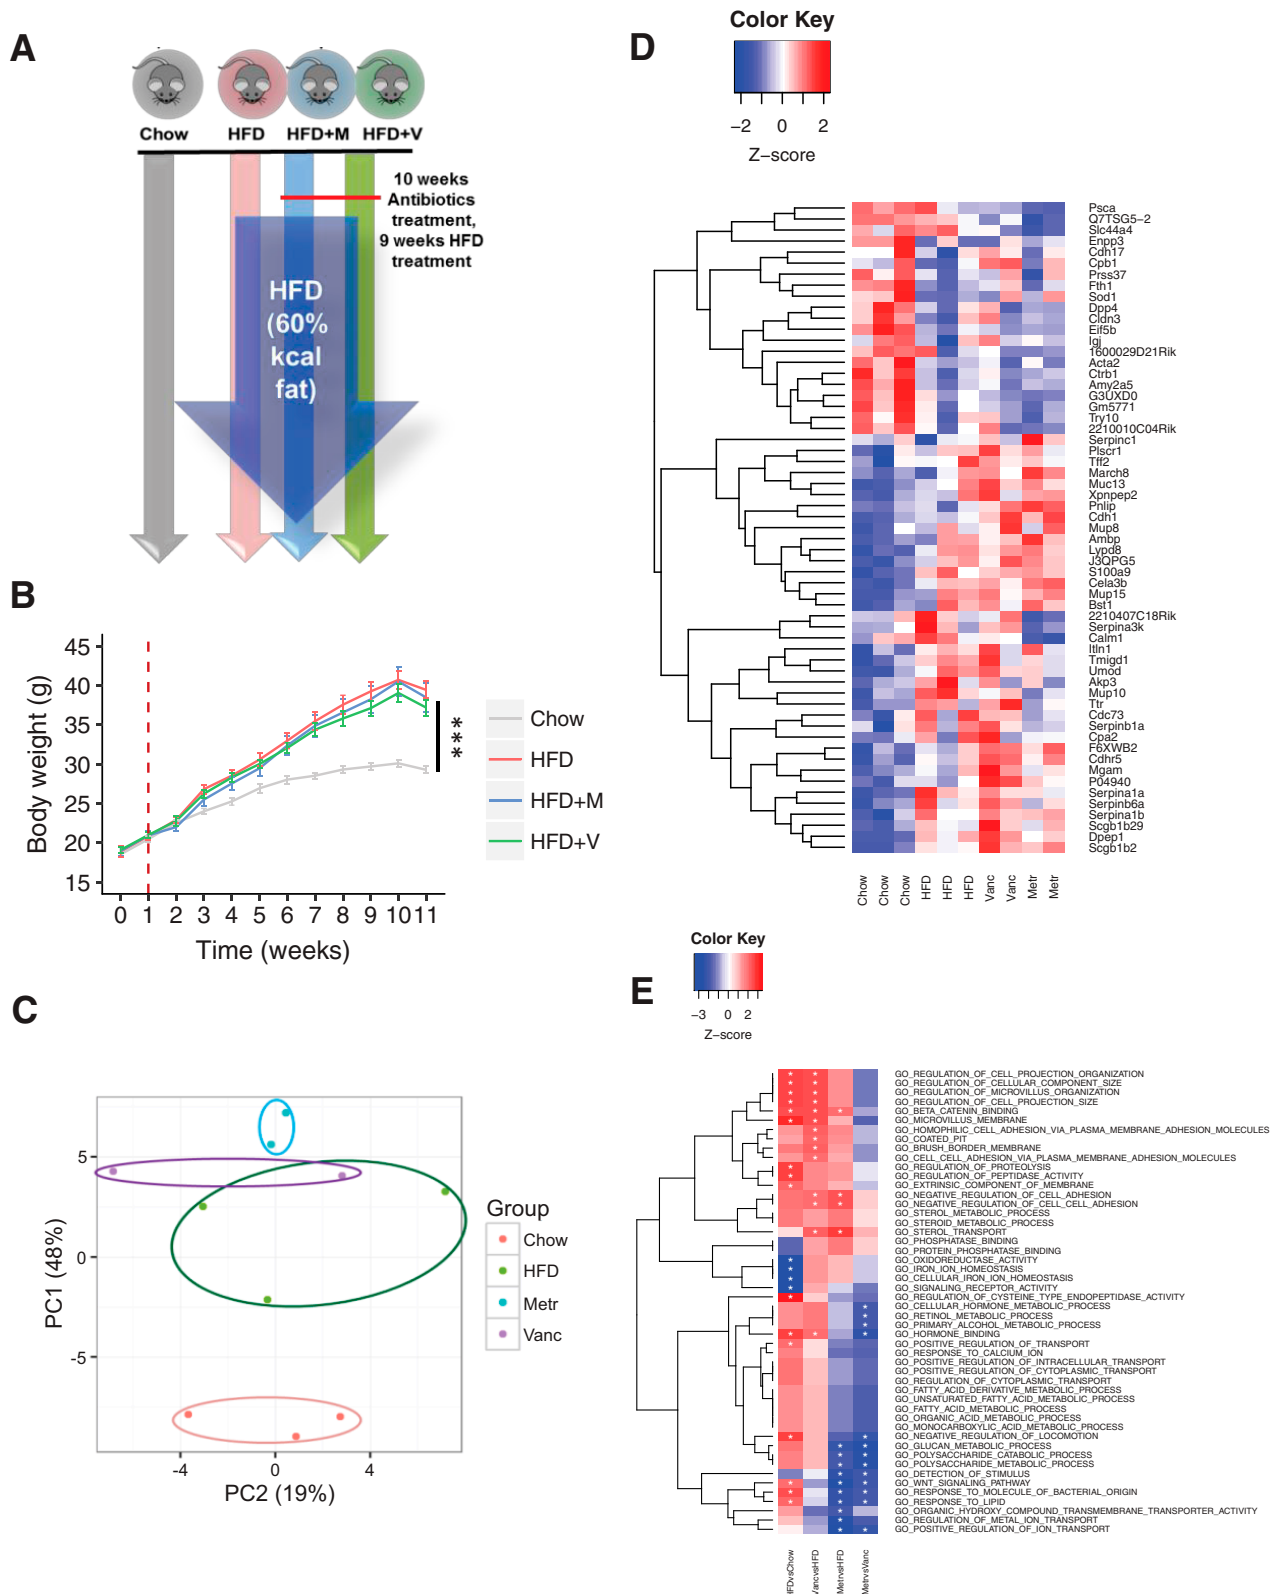 A
Chow
HFD
HFD+M
HFD+V
10 weeks
Antibiotics
treatment,
9 weeks HFD
treatment
HFD
(60%
kcal
fat)
B
Body weight (g)
45
40
35
30
25
20
15
0 1 2 3 4 5 6 7 8 9 10 11
Time (weeks)
***
Chow
HFD
HFD+M
HFD+V
C
PC1 (48%)
5
0
-5
-4 0 4
PC2 (19%)
Group
Chow
HFD
Metr
Vanc
D
Color Key
−2 0 2
Z−score
Psca
Q7TSG5−2
Slc44a4
Enpp3
Cdh17
Cpb1
Prss37
Fth1
Sod1
Dpp4
Cldn3
Eif5b
Igj
1600029D21Rik
Acta2
Ctrb1
Amy2a5
G3UXD0
Gm5771
Try10
2210010C04Rik
Serpinc1
Plscr1
Tff2
March8
Muc13
Xpnpep2
Pnlip
Cdh1
Mup8
Ambp
Lypd8
J3QPG5
S100a9
Cela3b
Mup15
Bst1
2210407C18Rik
Serpina3k
Calm1
Itln1
Tmigd1
Umod
Akp3
Mup10
Ttr
Cdc73
Serpinb1a
Cpa2
F6XWB2
Cdhr5
Mgam
P04940
Serpina1a
Serpinb6a
Serpina1b
Scgb1b29
Dpep1
Scgb1b2
Chow
Chow
Chow
HFD
HFD
HFD
Vanc
Vanc
Metr
Metr
E
Color Key
−3 0 2
Z−score
GO_REGULATION_OF_CELL_PROJECTION_ORGANIZATION
GO_REGULATION_OF_CELLULAR_COMPONENT_SIZE
GO_REGULATION_OF_MICROVILLUS_ORGANIZATION
GO_REGULATION_OF_CELL_PROJECTION_SIZE
GO_BETA_CATENIN_BINDING
GO_MICROVILLUS_MEMBRANE
GO_HOMOPHILIC_CELL_ADHESION_VIA_PLASMA_MEMBRANE_ADHESION_MOLECULES
GO_COATED_PIT
GO_BRUSH_BORDER_MEMBRANE
GO_CELL_CELL_ADHESION_VIA_PLASMA_MEMBRANE_ADHESION_MOLECULES
GO_REGULATION_OF_PROTEOLYSIS
GO_REGULATION_OF_PEPTIDASE_ACTIVITY
GO_EXTRINSIC_COMPONENT_OF_MEMBRANE
GO_NEGATIVE_REGULATION_OF_CELL_ADHESION
GO_NEGATIVE_REGULATION_OF_CELL_CELL_ADHESION
GO_STEROL_METABOLIC_PROCESS
GO_STEROID_METABOLIC_PROCESS
GO_STEROL_TRANSPORT
GO_PHOSPHATASE_BINDING
GO_PROTEIN_PHOSPHATASE_BINDING
GO_OXIDOREDUCTASE_ACTIVITY
GO_IRON_ION_HOMEOSTASIS
GO_CELLULAR_IRON_ION_HOMEOSTASIS
GO_SIGNALING_RECEPTOR_ACTIVITY
GO_REGULATION_OF_CYSTEINE_TYPE_ENDOPEPTIDASE_ACTIVITY
GO_CELLULAR_HORMONE_METABOLIC_PROCESS
GO_RETINOL_METABOLIC_PROCESS
GO_PRIMARY_ALCOHOL_METABOLIC_PROCESS
GO_HORMONE_BINDING
GO_POSITIVE_REGULATION_OF_TRANSPORT
GO_RESPONSE_TO_CALCIUM_ION
GO_POSITIVE_REGULATION_OF_INTRACELLULAR_TRANSPORT
GO_POSITIVE_REGULATION_OF_CYTOPLASMIC_TRANSPORT
GO_REGULATION_OF_CYTOPLASMIC_TRANSPORT
GO_FATTY_ACID_DERIVATIVE_METABOLIC_PROCESS
GO_UNSATURATED_FATTY_ACID_METABOLIC_PROCESS
GO_FATTY_ACID_METABOLIC_PROCESS
GO_ORGANIC_ACID_METABOLIC_PROCESS
GO_MONOCARBOXYLIC_ACID_METABOLIC_PROCESS
GO_NEGATIVE_REGULATION_OF_LOCOMOTION
GO_GLUCAN_METABOLIC_PROCESS
GO_POLYSACCHARIDE_CATABOLIC_PROCESS
GO_POLYSACCHARIDE_METABOLIC_PROCESS
GO_DETECTION_OF_STIMULUS
GO_WNT_SIGNALING_PATHWAY
GO_RESPONSE_TO_MOLECULE_OF_BACTERIAL_ORIGIN
GO_RESPONSE_TO_LIPID
GO_ORGANIC_HYDROXY_COMPOUND_TRANSMEMBRANE_TRANSPORTER_ACTIVITY
GO_REGULATION_OF_METAL_ION_TRANSPORT
GO_POSITIVE_REGULATION_OF_ION_TRANSPORT
HFDvsChow
VancvsHFD
MetrvsHFD
MetrvsVanc